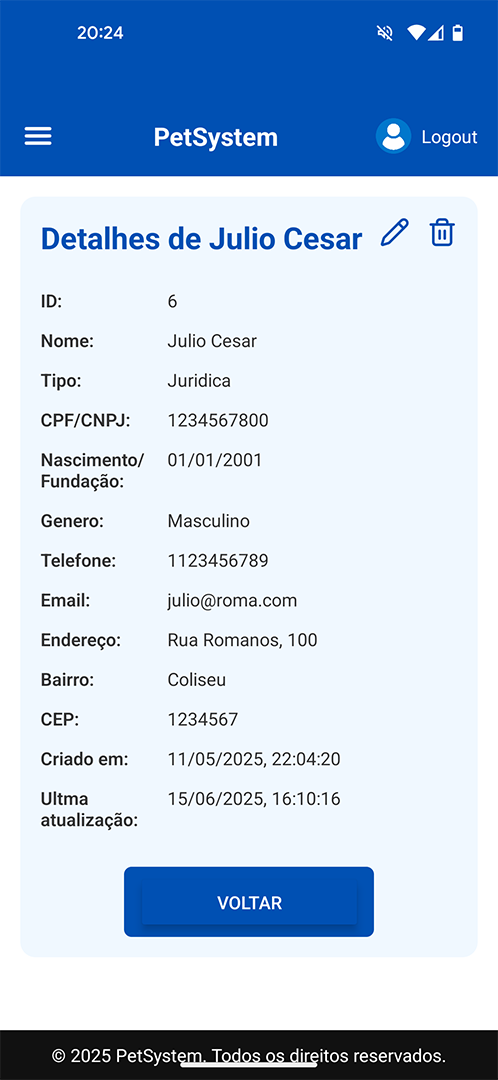 20:24
PetSystem
Logout
Detalhes de Julio Cesar
ID: 6
Nome: Julio Cesar
Tipo: Juridica
CPF/CNPJ: 1234567800
Nascimento/ 01/01/2001
Fundação:
Genero: Masculino
Telefone: 1123456789
Email: julio@roma.com
Endereço: Rua Romanos, 100
Bairro: Coliseu
CEP: 1234567
Criado em: 11/05/2025, 22:04:20
Ultma 15/06/2025, 16:10:16
atualização:
VOLTAR
© 2025 PetSystem. Todos os direitos reservados.